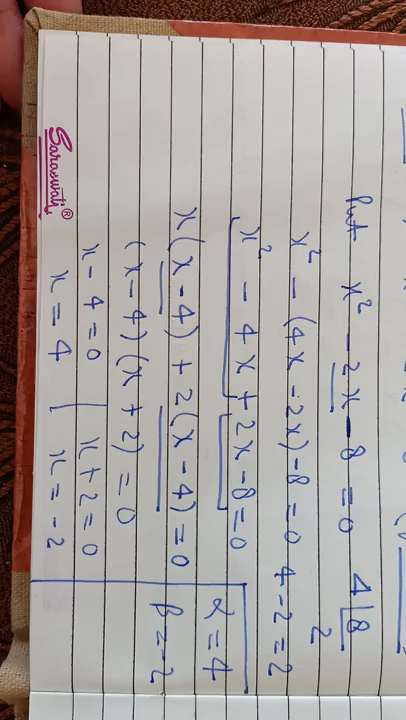 Put x² - 2x - 8 = 0
4 | 8
2
x² - (4x - 2x) - 8 = 0
4 - 2 = 2
x² - 4x + 2x - 8 = 0
x(x - 4) + 2(x - 4) = 0
(x - 4)(x + 2) = 0
x - 4 = 0 | x + 2 = 0
x = 4 | x = -2
α = 4
β = -2
Saraswati®